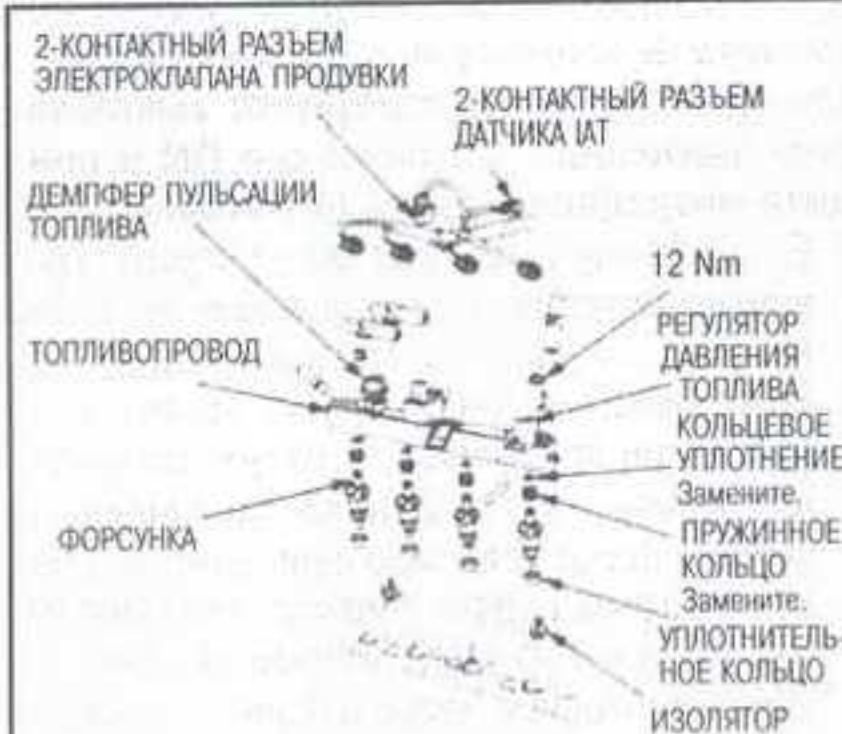 2-КОНТАКТНЫЙ РАЗЪЕМ
ЭЛЕКТРОКЛАПАНА ПРОДУВКИ
2-КОНТАКТНЫЙ РАЗЪЕМ
ДАТЧИКА IAT
ДЕМПФЕР ПУЛЬСАЦИИ
ТОПЛИВА
12 Nm
ТОПЛИВОПРОВОД
РЕГУЛЯТОР
ДАВЛЕНИЯ
ТОПЛИВА
КОЛЬЦЕВОЕ
УПЛОТНЕНИЕ
Замените.
ФОРСУНКА
ПРУЖИННОЕ
КОЛЬЦО
Замените.
УПЛОТНИТЕЛЬ-
НОЕ КОЛЬЦО
ИЗОЛЯТОР